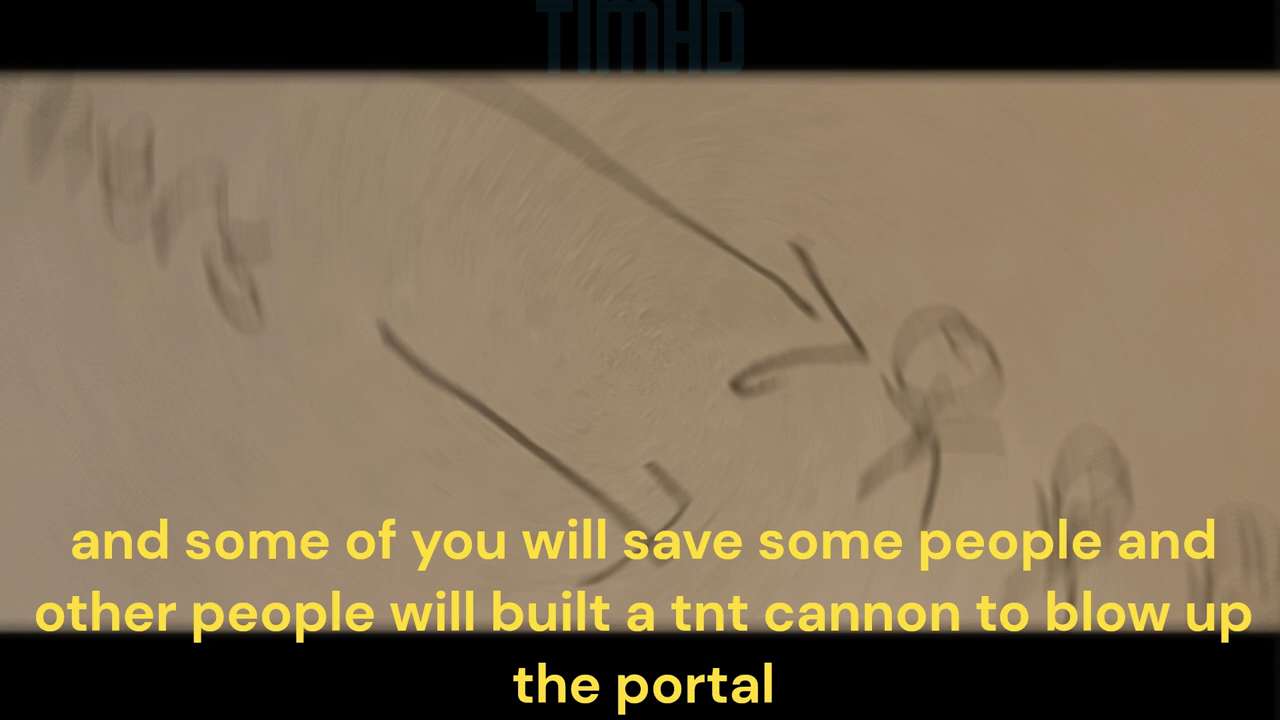 TIMHD
and some of you will save some people and
other people will built a tnt cannon to blow up
the portal